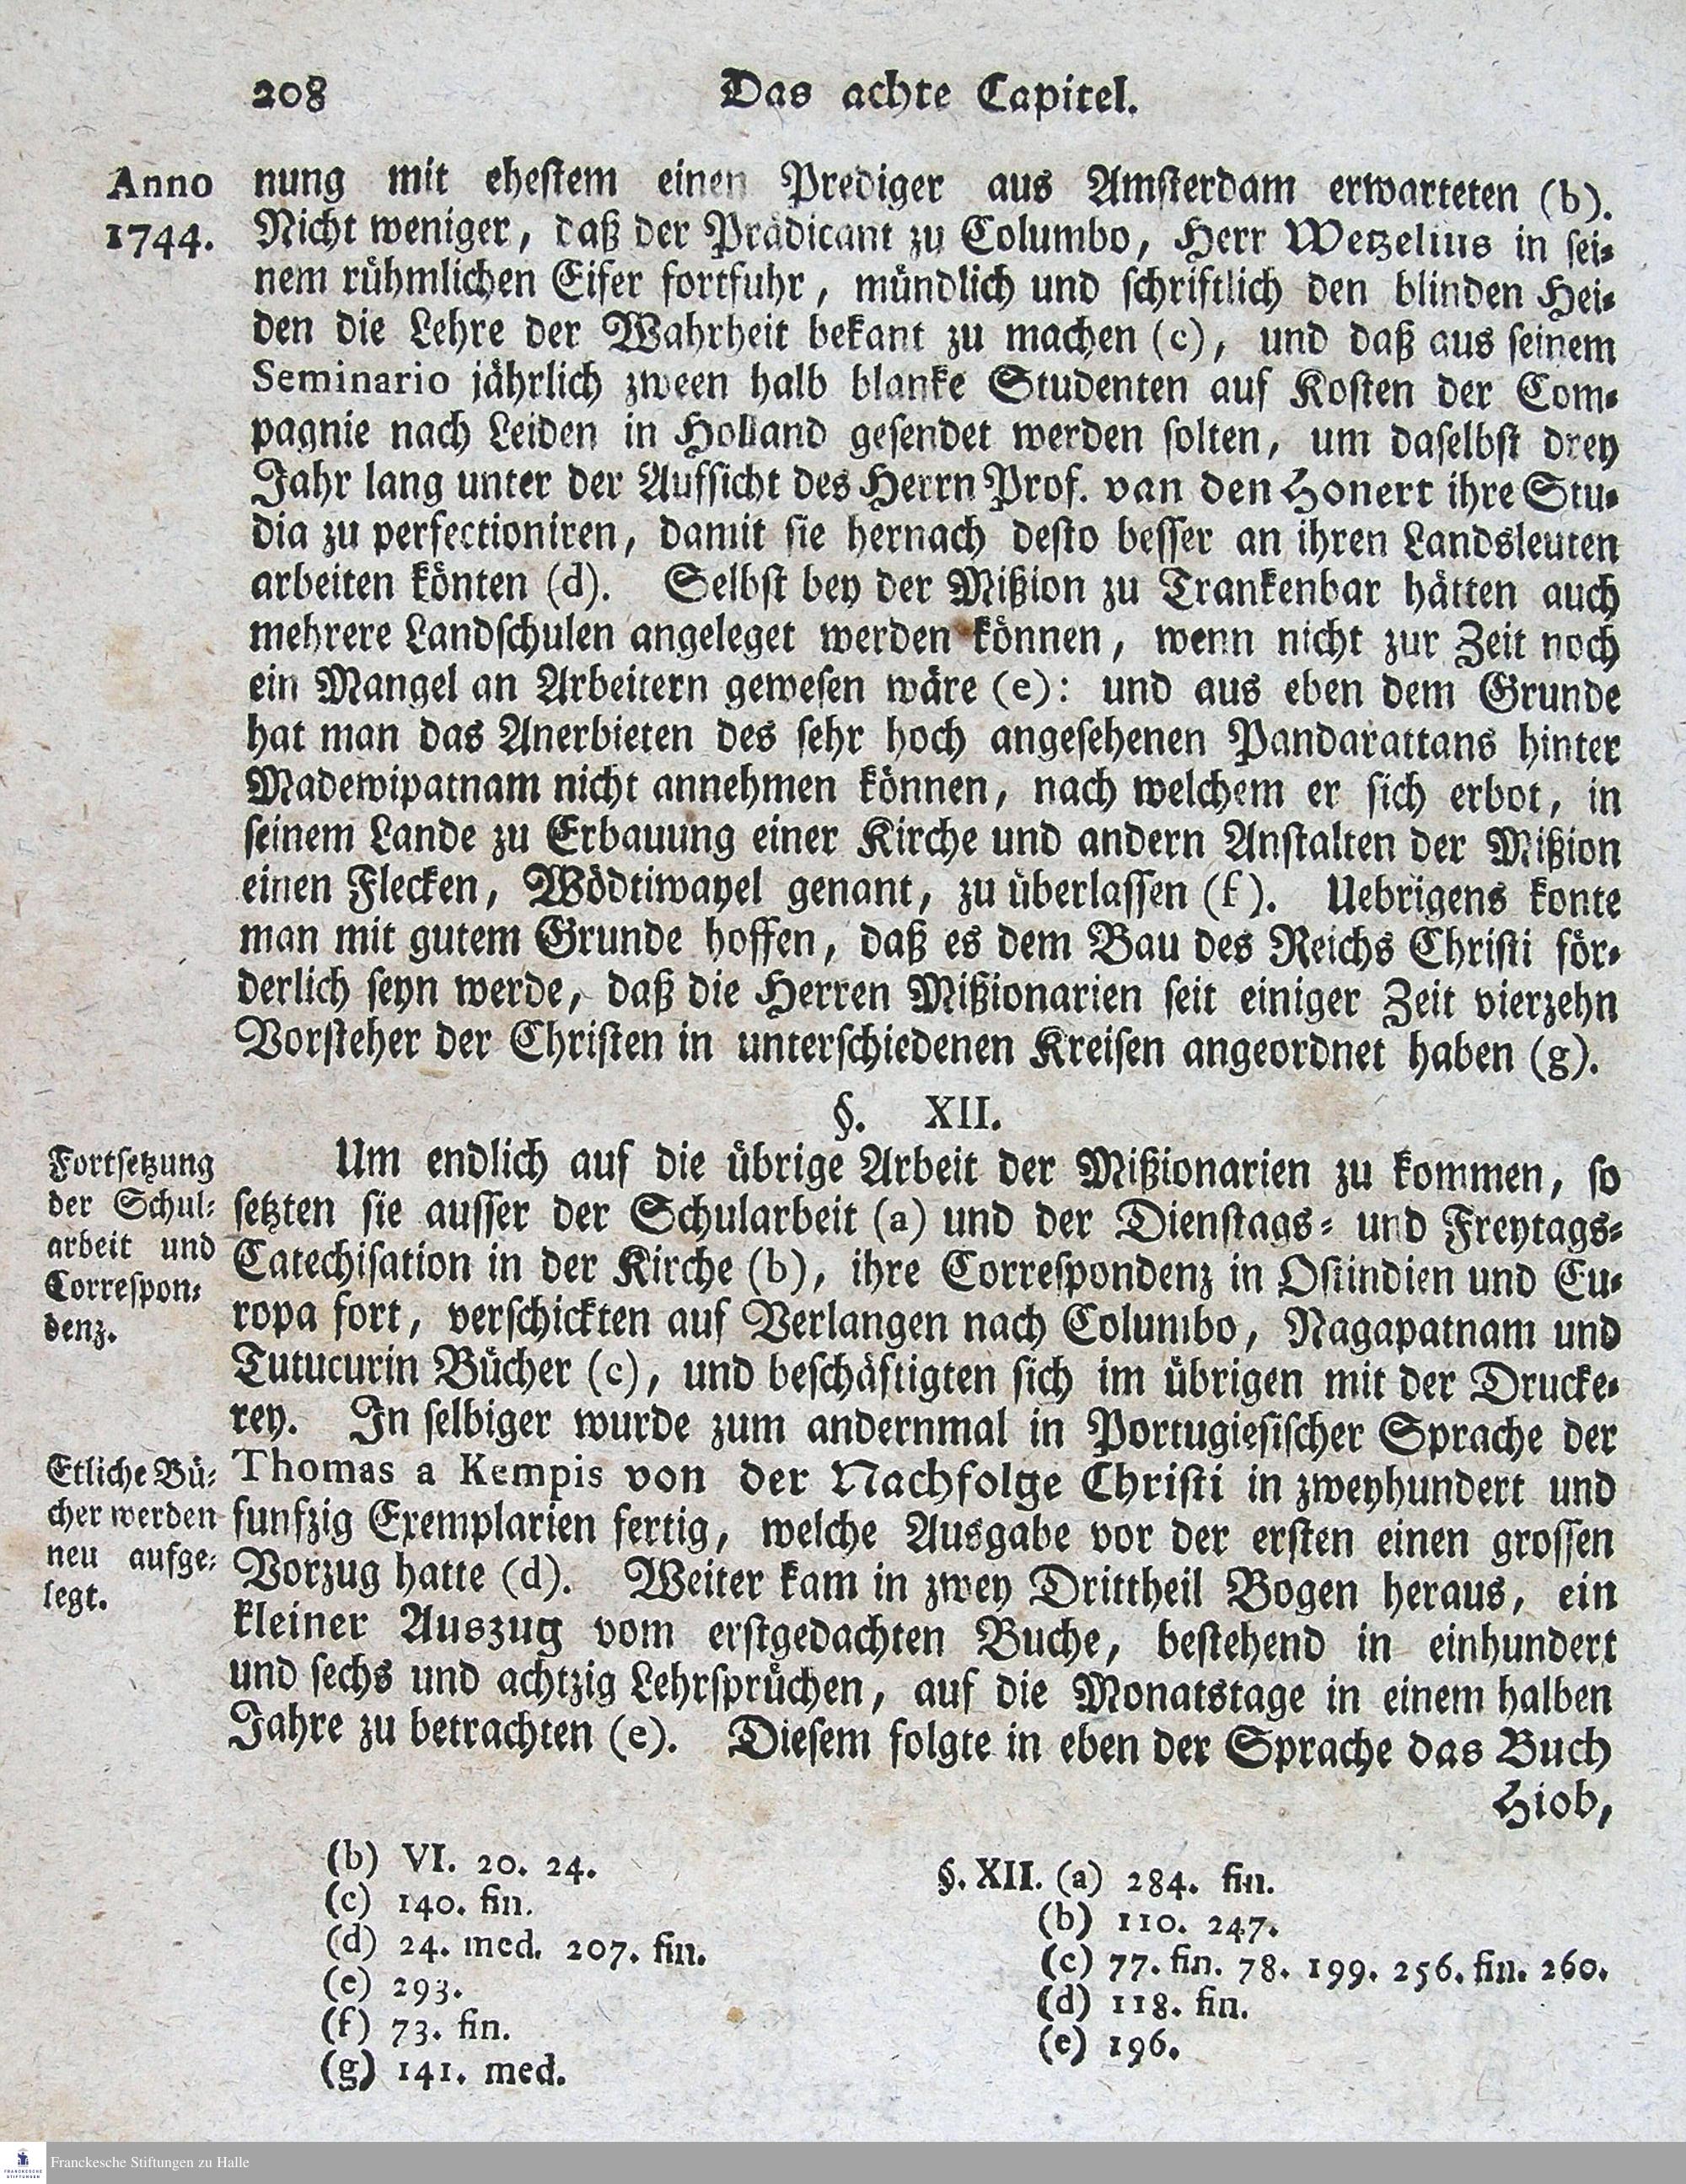 208 Das achte Capitel.
Anno
1744.
nung mit ehestem einen Prediger aus Amsterdam erwarteten (b).
Nicht weniger, daß der Prädicant zu Columbo, Herr Wetzelius in sei-
nem rühmlichen Eifer fortfuhr, mündlich und schriftlich den blinden Hei-
den die Lehre der Wahrheit bekant zu machen (c), und daß aus seinem
Seminario jährlich zween halb blanke Studenten auf Kosten der Com-
pagnie nach Leiden in Holland gesendet werden solten, um daselbst drey
Jahr lang unter der Aufsicht des Herrn Prof. van den Honert ihre Stu-
dia zu perfectioniren, damit sie hernach desto besser an ihren Landsleuten
arbeiten könten (d). Selbst bey der Mißion zu Trankenbar hätten auch
mehrere Landschulen angeleget werden können, wenn nicht zur Zeit noch
ein Mangel an Arbeitern gewesen wäre (e): und aus eben dem Grunde
hat man das Anerbieten des sehr hoch angesehenen Pandarattans hinter
Madewipatnam nicht annehmen können, nach welchem er sich erbot, in
seinem Lande zu Erbauung einer Kirche und andern Anstalten der Mißion
einen Flecken, Wödtiwayel genant, zu überlassen (f). Uebrigens konte
man mit gutem Grunde hoffen, daß es dem Bau des Reichs Christi för-
derlich seyn werde, daß die Herren Mißionarien seit einiger Zeit vierzehn
Vorsteher der Christen in unterschiedenen Kreisen angeordnet haben (g).
§. XII.
Fortsetzung
der Schul-
arbeit und
Correspon-
denz.
Um endlich auf die übrige Arbeit der Mißionarien zu kommen, so
setzten sie ausser der Schularbeit (a) und der Dienstags- und Freytags-
Catechisation in der Kirche (b), ihre Correspondenz in Ostindien und Eu-
ropa fort, verschickten auf Verlangen nach Columbo, Nagapatnam und
Tutucurin Bücher (c), und beschäftigten sich im übrigen mit der Drucke-
rey. In selbiger wurde zum andernmal in Portugiesischer Sprache der
Etliche Bü-
cher werden
neu aufge-
legt.
Thomas a Kempis von der Nachfolge Christi in zweyhundert und
funfzig Exemplarien fertig, welche Ausgabe vor der ersten einen grossen
Vorzug hatte (d). Weiter kam in zwey Drittheil Bogen heraus, ein
kleiner Auszug vom erstgedachten Buche, bestehend in einhundert
und sechs und achtzig Lehrsprüchen, auf die Monatstage in einem halben
Jahre zu betrachten (e). Diesem folgte in eben der Sprache das Buch
Hiob,
(b) VI. 20. 24.
(c) 140. fin.
(d) 24. med. 207. fin.
(e) 293.
(f) 73. fin.
(g) 141. med.
§. XII. (a) 284. fin.
(b) 110. 247.
(c) 77. fin. 78. 199. 256. fin. 260.
(d) 118. fin.
(e) 196.
FRANCKESCHE
STIFTUNGEN
Franckesche Stiftungen zu Halle